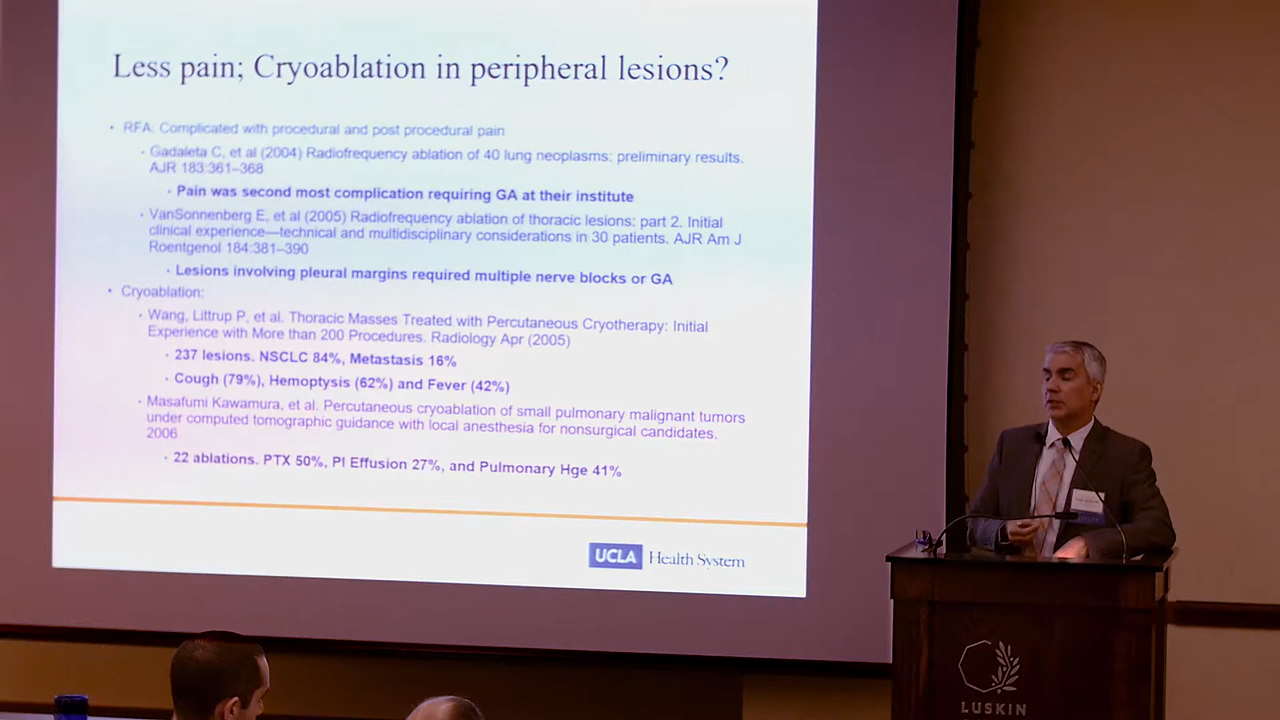 Less pain; Cryoablation in peripheral lesions?
RFA: Complicated with procedural and post procedural pain
Gadaleta C, et al (2004) Radiofrequency ablation of 40 lung neoplasms: preliminary results.
AJR 183:361–368
Pain was second most complication requiring GA at their institute
VanSonnenberg E, et al (2005) Radiofrequency ablation of thoracic lesions: part 2. Initial
clinical experience—technical and multidisciplinary considerations in 30 patients. AJR Am J
Roentgenol 184:381–390
Lesions involving pleural margins required multiple nerve blocks or GA
Cryoablation:
Wang, Littrup P, et al. Thoracic Masses Treated with Percutaneous Cryotherapy: Initial
Experience with More than 200 Procedures. Radiology Apr (2005)
237 lesions. NSCLC 84%, Metastasis 16%
Cough (79%), Hemoptysis (62%) and Fever (42%)
Masafumi Kawamura, et al. Percutaneous cryoablation of small pulmonary malignant tumors
under computed tomographic guidance with local anesthesia for nonsurgical candidates.
2006
22 ablations. PTX 50%, Pl Effusion 27%, and Pulmonary Hge 41%
UCLA Health System
LUSKIN